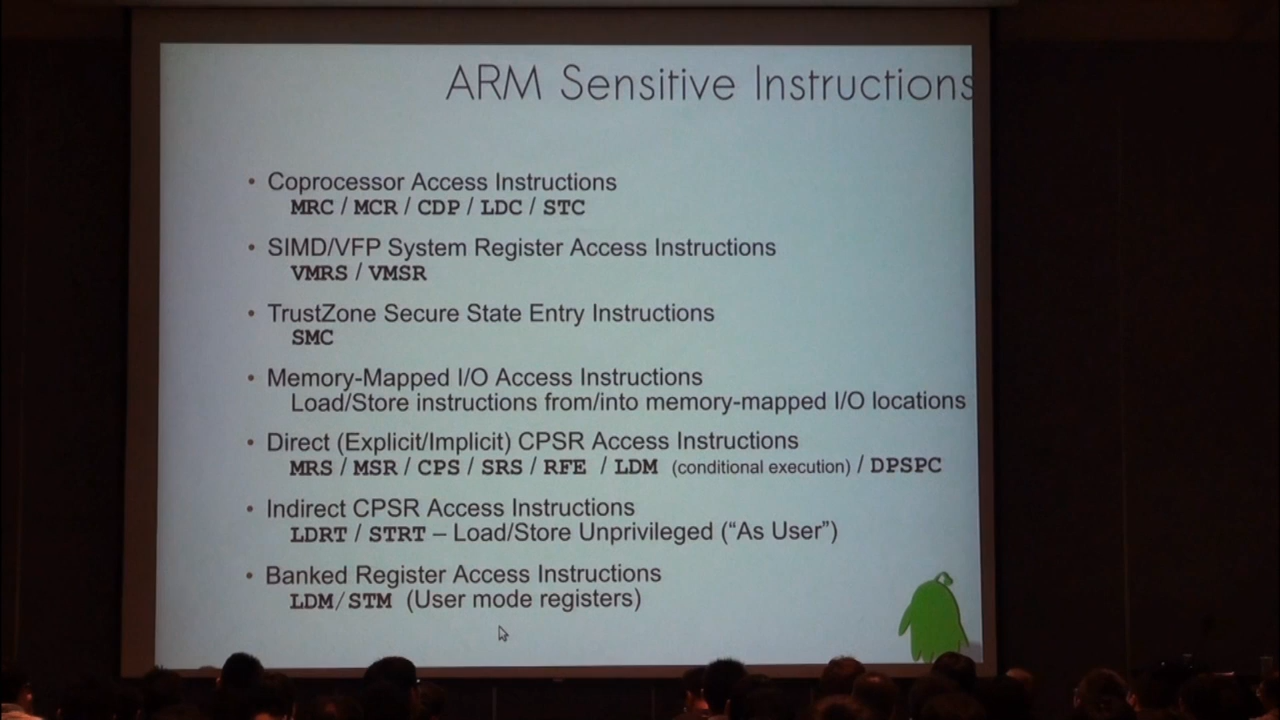 ARM Sensitive Instructions
• Coprocessor Access Instructions
MRC / MCR / CDP / LDC / STC
• SIMD/VFP System Register Access Instructions
VMRS / VMSR
• TrustZone Secure State Entry Instructions
SMC
• Memory-Mapped I/O Access Instructions
Load/Store instructions from/into memory-mapped I/O locations
• Direct (Explicit/Implicit) CPSR Access Instructions
MRS / MSR / CPS / SRS / RFE / LDM (conditional execution) / DPSPC
• Indirect CPSR Access Instructions
LDRT / STRT – Load/Store Unprivileged (“As User”)
• Banked Register Access Instructions
LDM/STM (User mode registers)